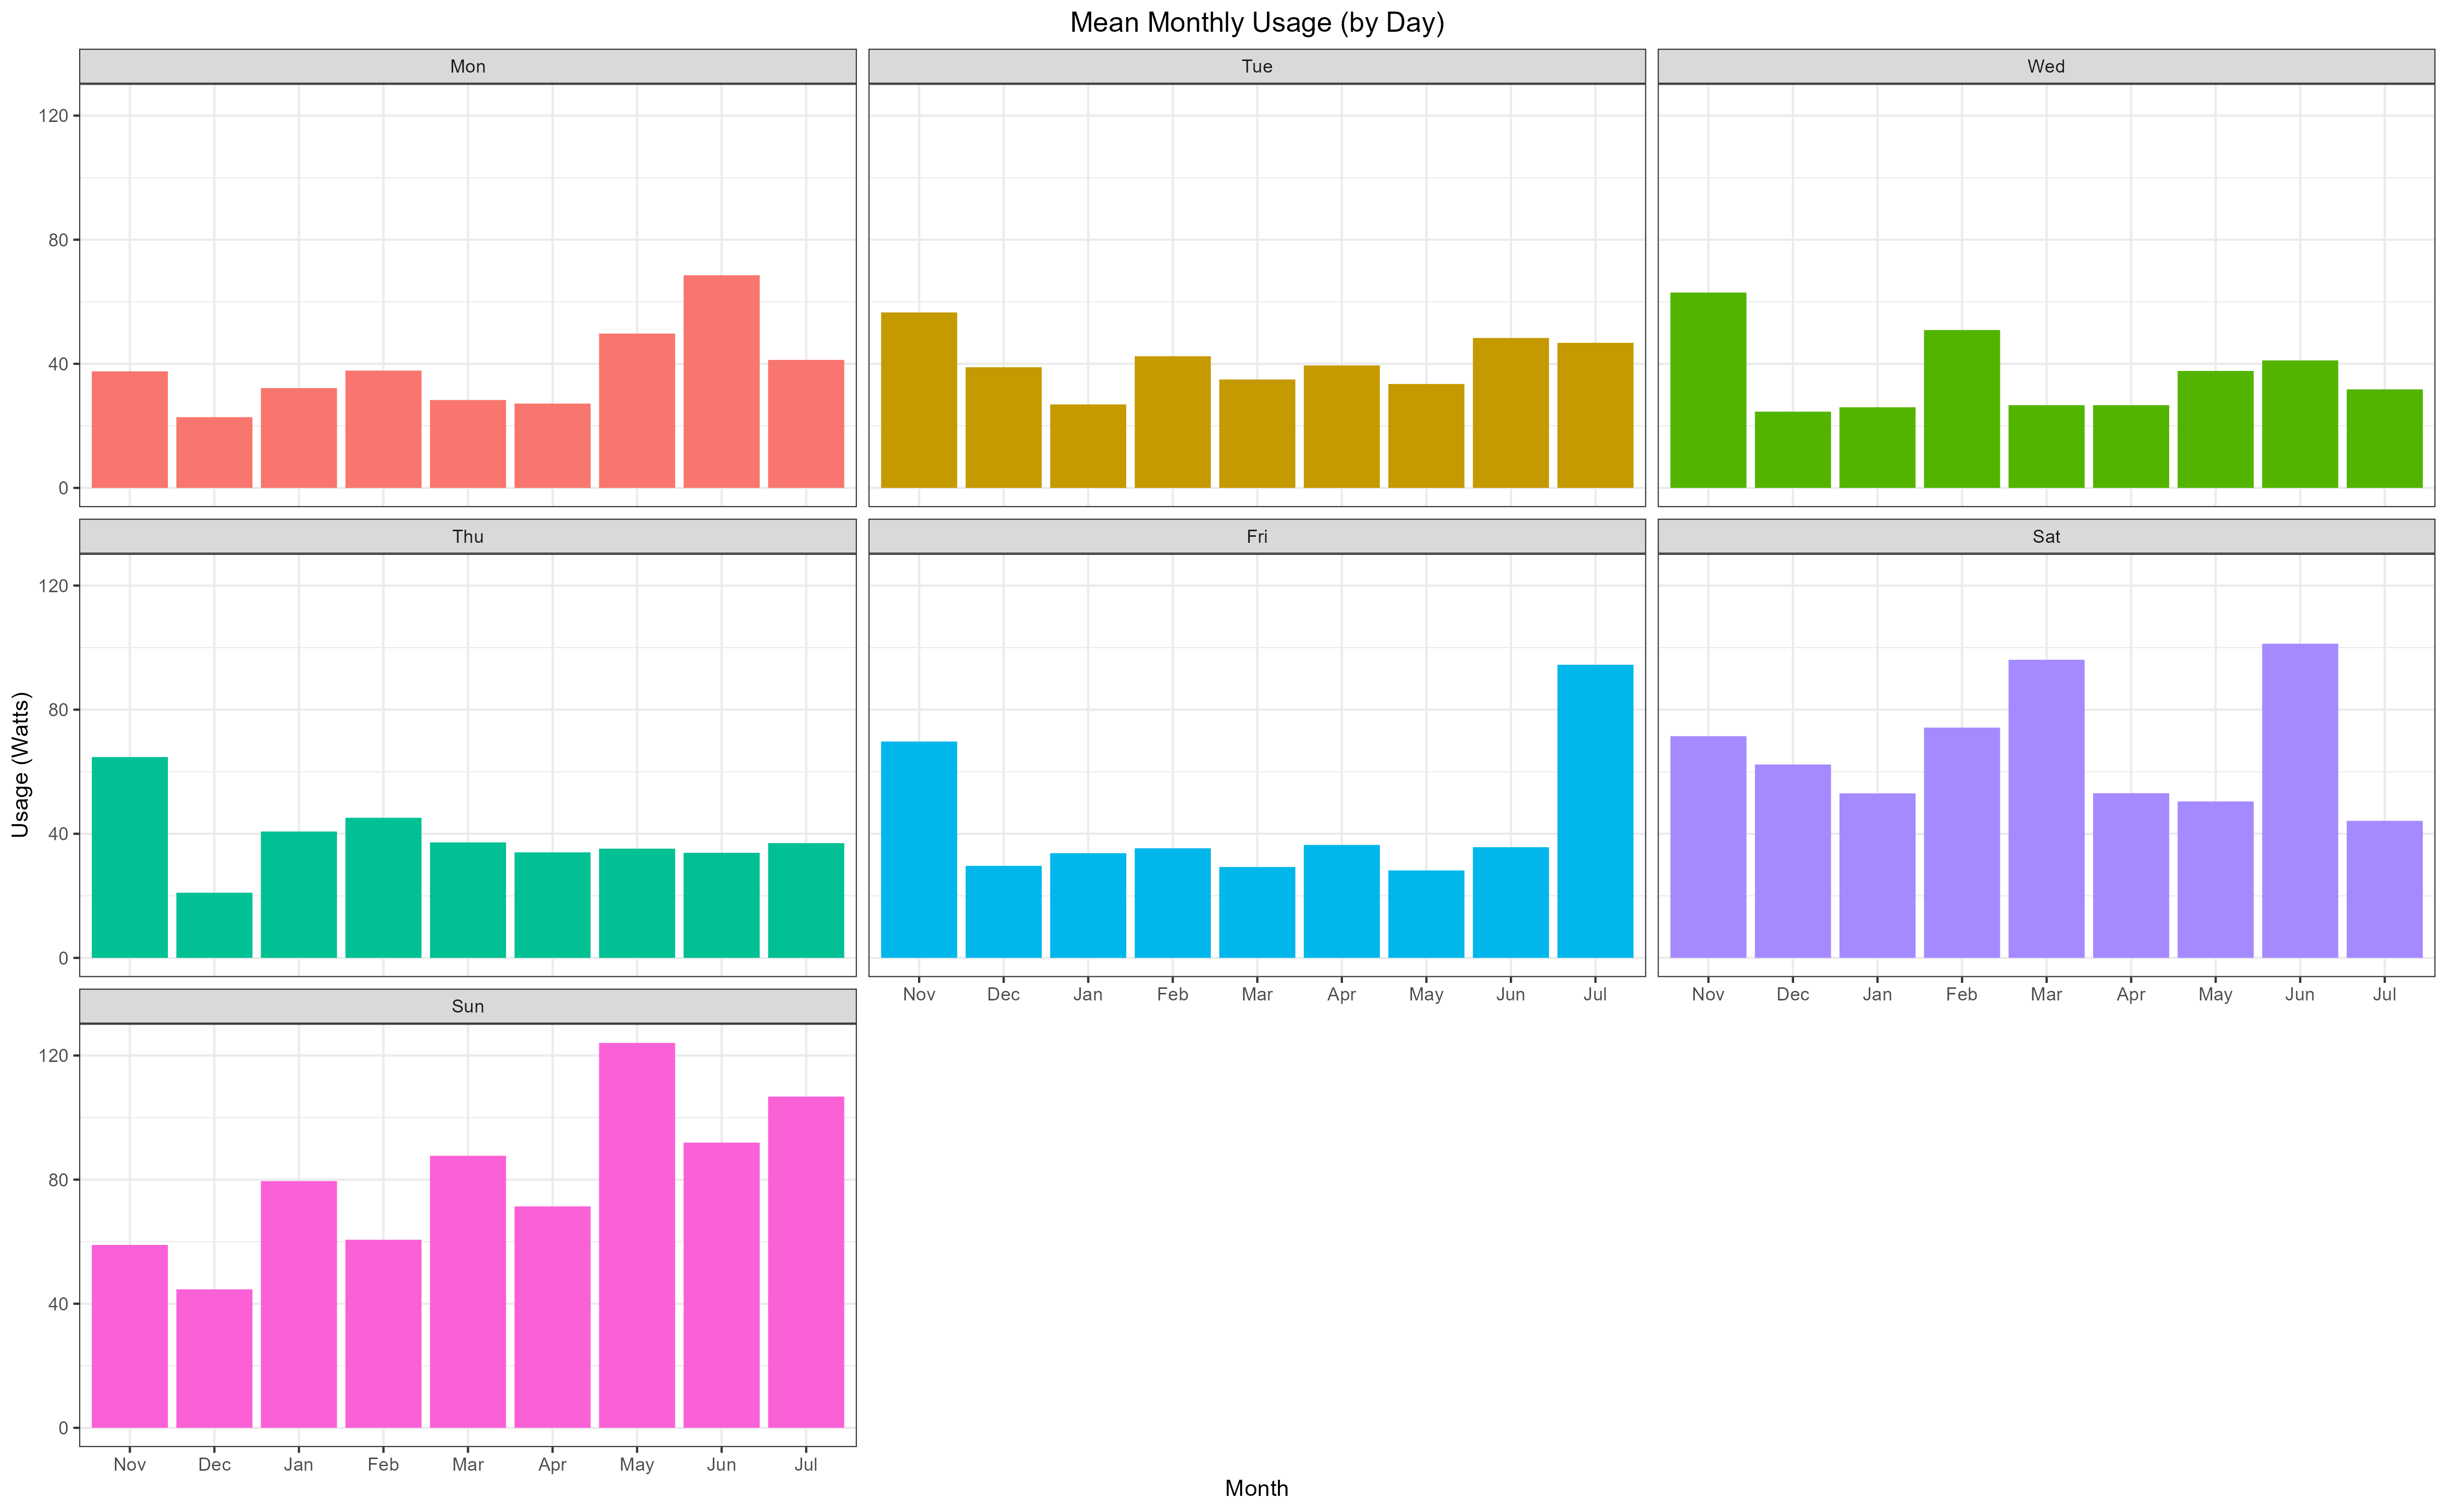 Mean Monthly Usage (by Day)
Mon
Tue
Wed
120
80
40
0
Thu
Fri
Sat
120
80
40
0
Usage (Watts)
Nov Dec Jan Feb Mar Apr May Jun Jul
Nov Dec Jan Feb Mar Apr May Jun Jul
Sun
120
80
40
0
Nov Dec Jan Feb Mar Apr May Jun Jul
Month